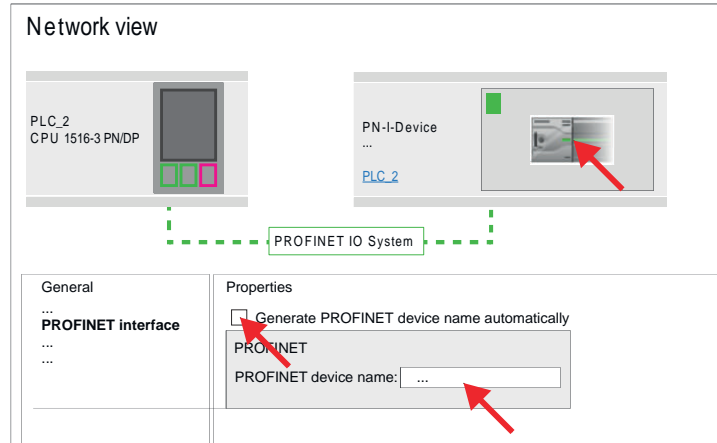 Network view
PLC_2
CPU 1516-3 PN/DP
PN-I-Device
...
PLC_2
PROFINET IO System
General
...
PROFINET interface
...
...
Properties
Generate PROFINET device name automatically
PROFINET
PROFINET device name:
...